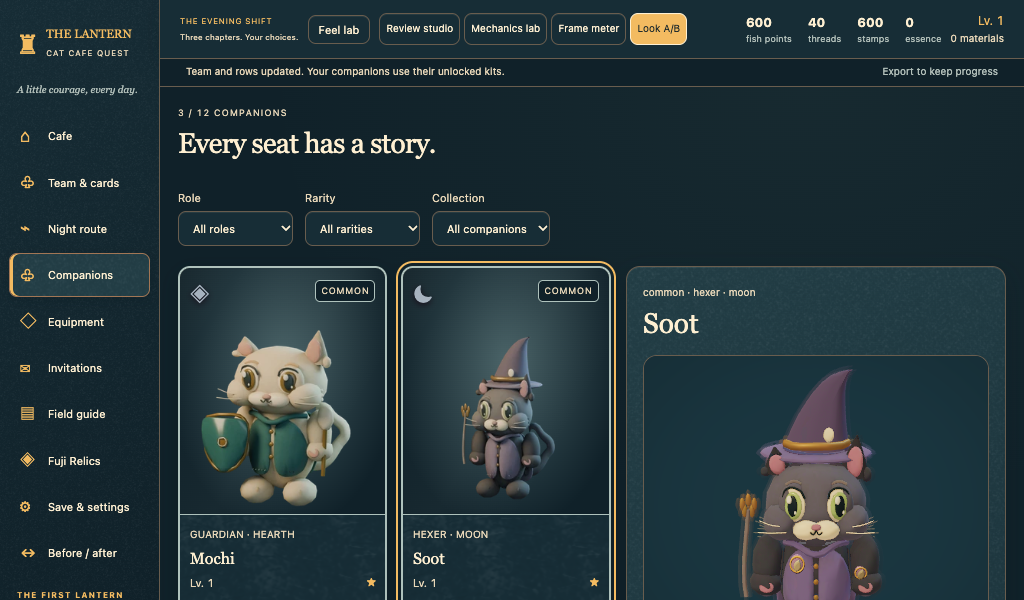 THE LANTERN
CAT CAFE QUEST
A little courage, every day.
Cafe
Team & cards
Night route
Companions
Equipment
Invitations
Field guide
Fuji Relics
Save & settings
Before / after
THE FIRST LANTERN
THE EVENING SHIFT
Three chapters. Your choices.
Feel lab
Review studio
Mechanics lab
Frame meter
Look A/B
600
fish points
40
threads
600
stamps
0
essence
Lv. 1
0 materials
Team and rows updated. Your companions use their unlocked kits.
Export to keep progress
3 / 12 COMPANIONS
Every seat has a story.
Role
Rarity
Collection
All roles
All rarities
All companions
COMMON
GUARDIAN · HEARTH
Mochi
Lv. 1
COMMON
HEXER · MOON
Soot
Lv. 1
common · hexer · moon
Soot